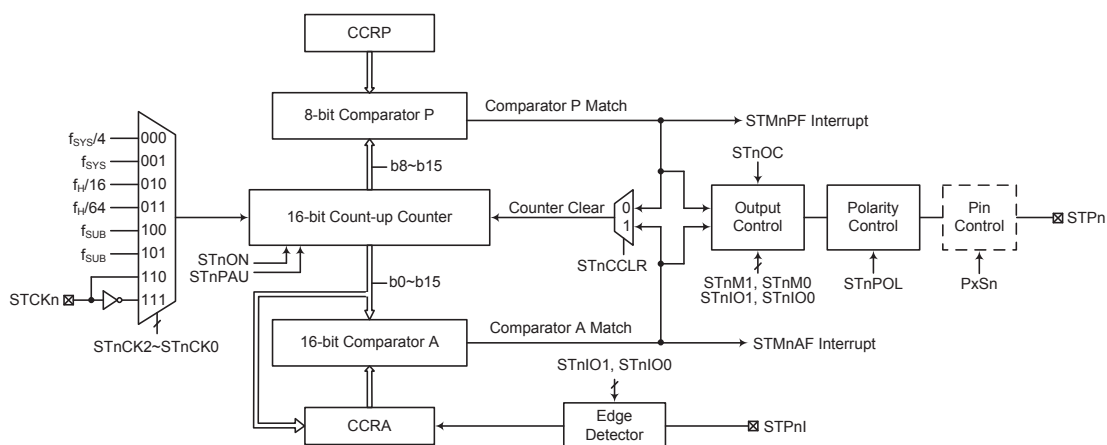 CCRP
8-bit Comparator P
Comparator P Match
STMnPF Interrupt
b8~b15
fSYS/4
000
fSYS
001
fH/16
010
fH/64
011
fSUB
100
fSUB
101
110
111
STCKn
STnCK2~STnCK0
16-bit Count-up Counter
STnON
STnPAU
Counter Clear
0
1
STnCCLR
STnOC
Output
Control
STnM1, STnM0
STnIO1, STnIO0
Polarity
Control
STnPOL
Pin
Control
PxSn
STPn
b0~b15
16-bit Comparator A
Comparator A Match
STMnAF Interrupt
STnIO1, STnIO0
CCRA
Edge
Detector
STPnI